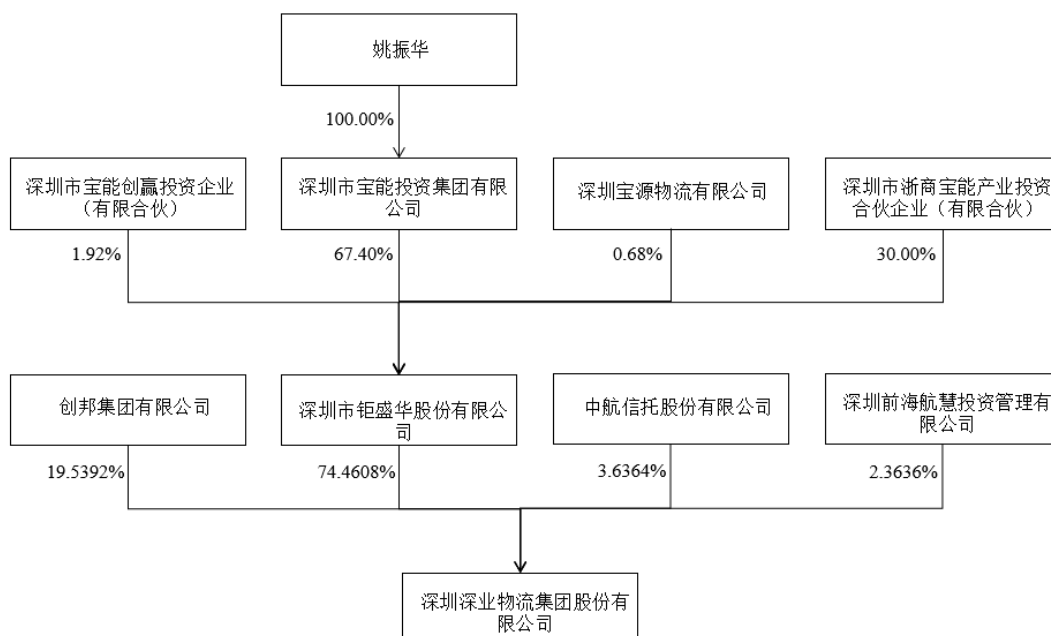 姚振华
100.00%
深圳市宝能创赢投资企业
（有限合伙）
深圳市宝能投资集团有限
公司
深圳宝源物流有限公司
深圳市浙商宝能产业投资
合伙企业（有限合伙）
1.92%
67.40%
0.68%
30.00%
创邦集团有限公司
深圳市钜盛华股份有限公
司
中航信托股份有限公司
深圳前海航慧投资管理有
限公司
19.5392%
74.4608%
3.6364%
2.3636%
深圳深业物流集团股份有
限公司